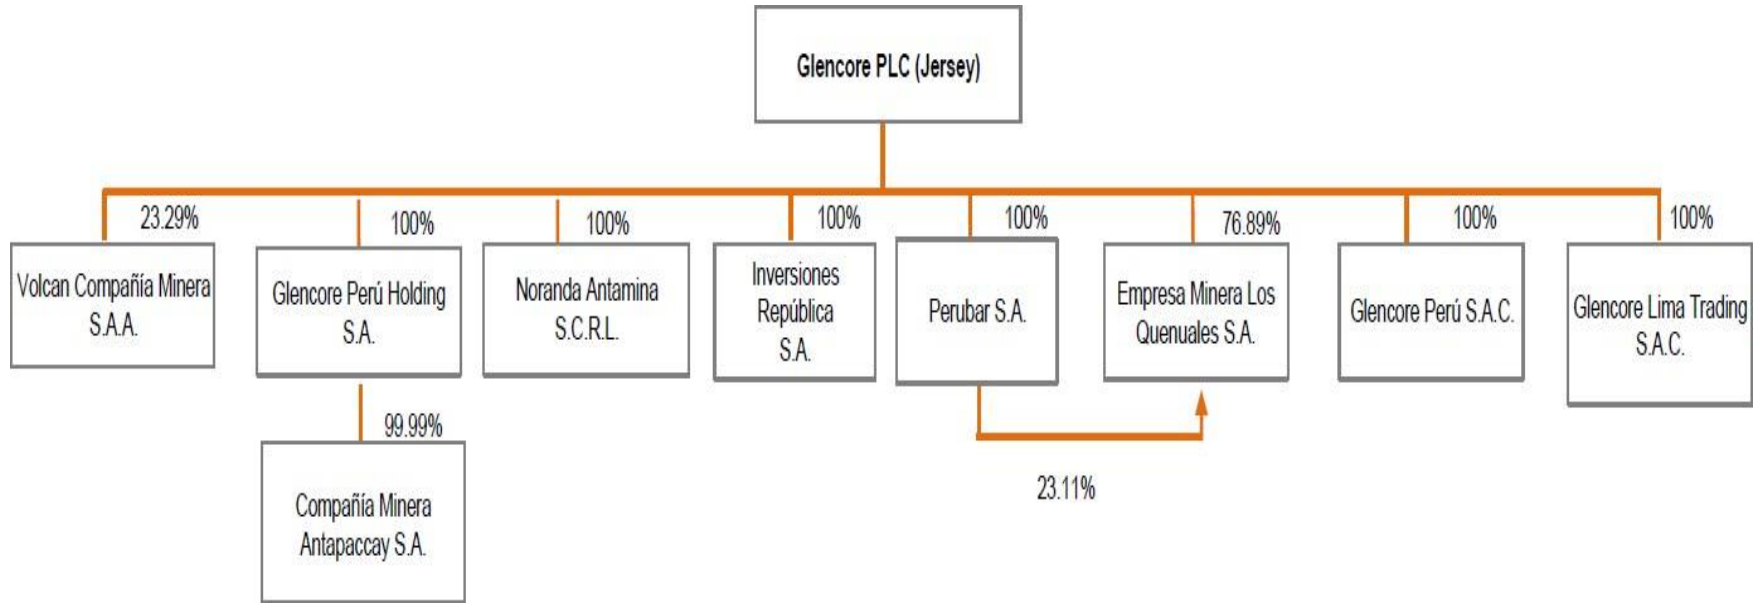 Glencore PLC (Jersey)
23.29%
100%
100%
100%
100%
76.89%
100%
100%
Volcan Compañía Minera
S.A.A.
Glencore Perú Holding
S.A.
Noranda Antamina
S.C.R.L.
Inversiones
República
S.A.
Perubar S.A.
Empresa Minera Los
Quenuales S.A.
Glencore Perú S.A.C.
Glencore Lima Trading
S.A.C.
99.99%
23.11%
Compañía Minera
Antapaccay S.A.